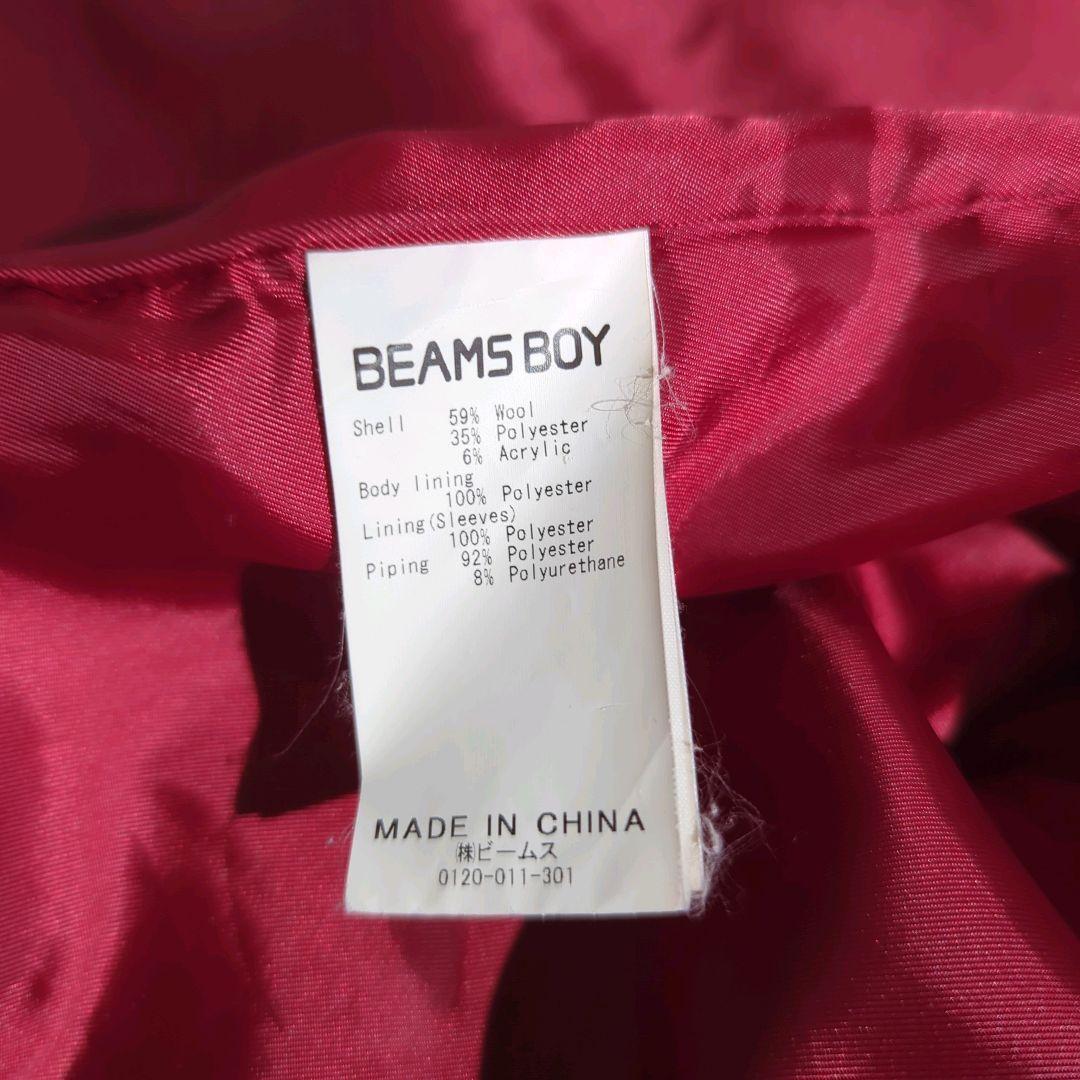 BEAMS BOY
Shell 59% Wool
35% Polyester
6% Acrylic
Body lining
100% Polyester
Lining(Sleeves)
100% Polyester
Piping 92% Polyester
8% Polyurethane
MADE IN CHINA
㈱ビームス
0120-011-301